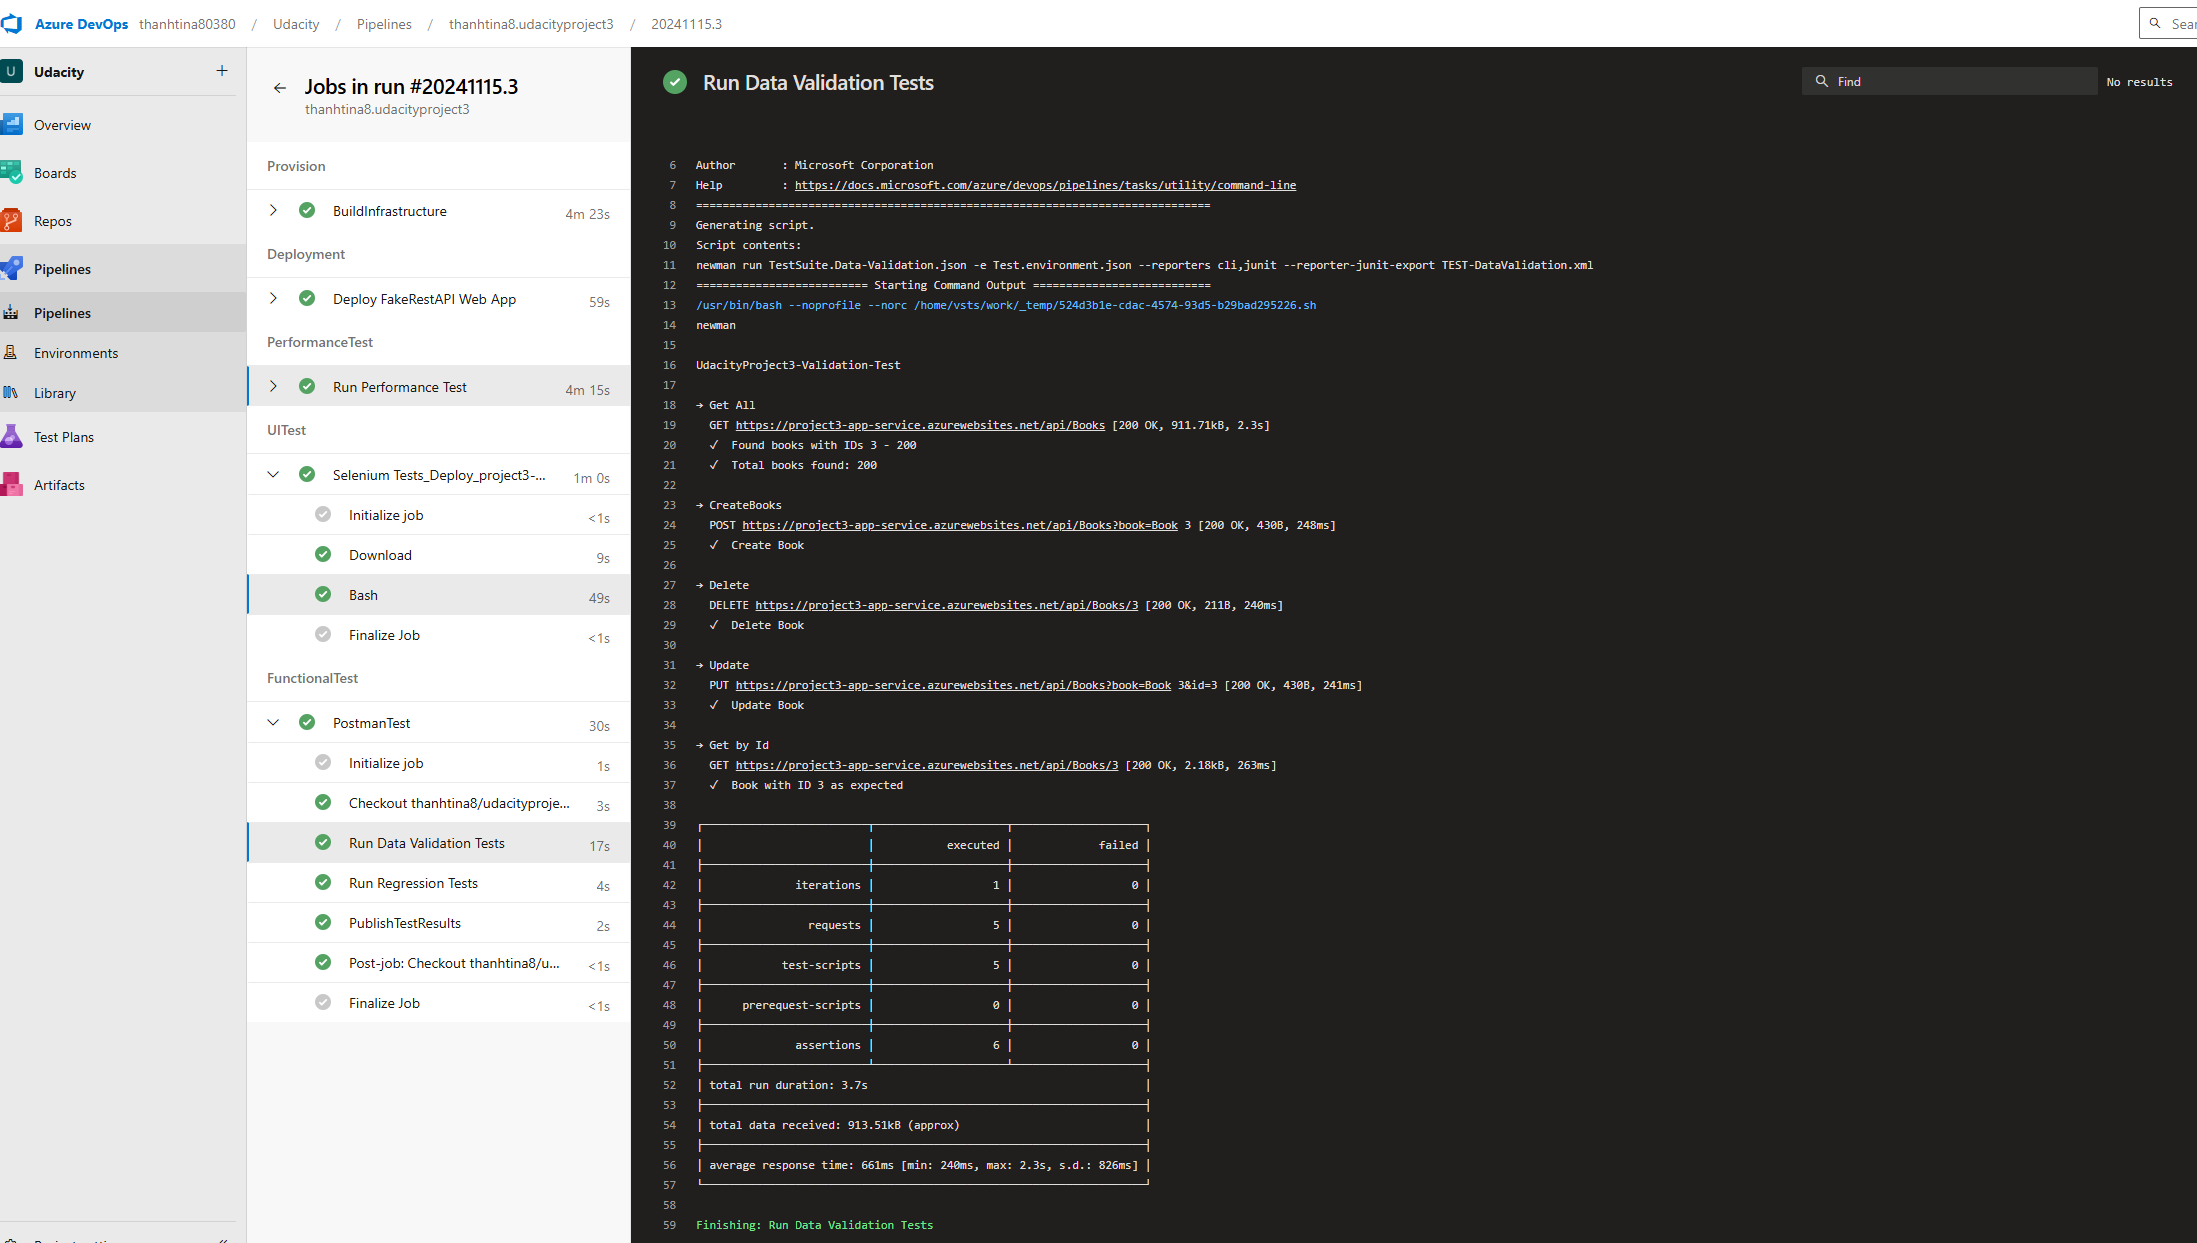 Azure DevOps thanhtina80380 / Udacity / Pipelines / thanhtina8.udacityproject3 / 20241115.3
Sear
U Udacity +
Overview
Boards
Repos
Pipelines
Pipelines
Environments
Library
Test Plans
Artifacts
Jobs in run #20241115.3
thanhtina8.udacityproject3
Provision
BuildInfrastructure 4m 23s
Deployment
Deploy FakeRestAPI Web App 59s
PerformanceTest
Run Performance Test 4m 15s
UITest
Selenium Tests_Deploy_project3-... 1m 0s
Initialize job <1s
Download 9s
Bash 49s
Finalize Job <1s
FunctionalTest
PostmanTest 30s
Initialize job 1s
Checkout thanhtina8/udacityproje... 3s
Run Data Validation Tests 17s
Run Regression Tests 4s
PublishTestResults 2s
Post-job: Checkout thanhtina8/u... <1s
Finalize Job <1s
Run Data Validation Tests
Find
No results
6 Author : Microsoft Corporation
7 Help : https://docs.microsoft.com/azure/devops/pipelines/tasks/utility/command-line
8 ==============================================================================
9 Generating script.
10 Script contents:
11 newman run TestSuite.Data-Validation.json -e Test.environment.json --reporters cli,junit --reporter-junit-export TEST-DataValidation.xml
12 ========================== Starting Command Output ===========================
13 /usr/bin/bash --noprofile --norc /home/vsts/work/_temp/524d3b1e-cdac-4574-93d5-b29bad295226.sh
14 newman
15
16 UdacityProject3-Validation-Test
17
18 → Get All
19 GET https://project3-app-service.azurewebsites.net/api/Books [200 OK, 911.71kB, 2.3s]
20 ✓ Found books with IDs 3 - 200
21 ✓ Total books found: 200
22
23 → CreateBooks
24 POST https://project3-app-service.azurewebsites.net/api/Books?book=Book 3 [200 OK, 430B, 248ms]
25 ✓ Create Book
26
27 → Delete
28 DELETE https://project3-app-service.azurewebsites.net/api/Books/3 [200 OK, 211B, 240ms]
29 ✓ Delete Book
30
31 → Update
32 PUT https://project3-app-service.azurewebsites.net/api/Books?book=Book 3&id=3 [200 OK, 430B, 241ms]
33 ✓ Update Book
34
35 → Get by Id
36 GET https://project3-app-service.azurewebsites.net/api/Books/3 [200 OK, 2.18kB, 263ms]
37 ✓ Book with ID 3 as expected
38
39
40 executed failed
41
42 iterations 1 0
43
44 requests 5 0
45
46 test-scripts 5 0
47
48 prerequest-scripts 0 0
49
50 assertions 6 0
51
52 total run duration: 3.7s
53
54 total data received: 913.51kB (approx)
55
56 average response time: 661ms [min: 240ms, max: 2.3s, s.d.: 826ms]
57
58
59 Finishing: Run Data Validation Tests